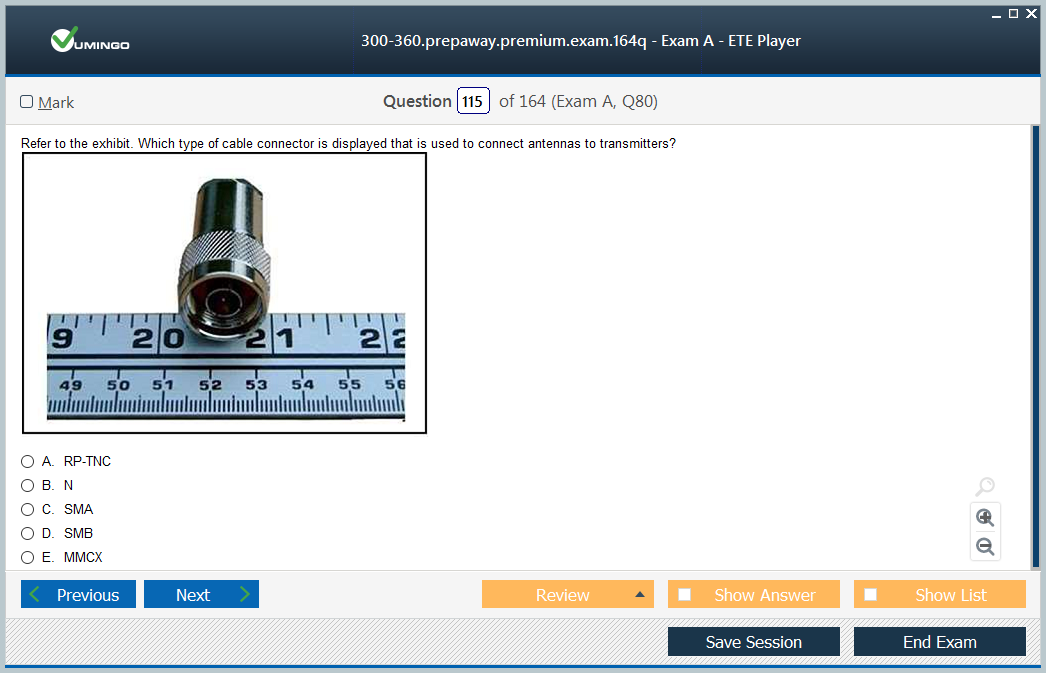 VUMINGO
300-360.prepaway.premium.exam.164q - Exam A - ETE Player
Mark
Question 115 of 164 (Exam A, Q80)
Refer to the exhibit. Which type of cable connector is displayed that is used to connect antennas to transmitters?
9 20 21 22
49 50 51 52 53 54 55 56
A. RP-TNC
B. N
C. SMA
D. SMB
E. MMCX
Previous Next Review Show Answer Show List
Save Session End Exam